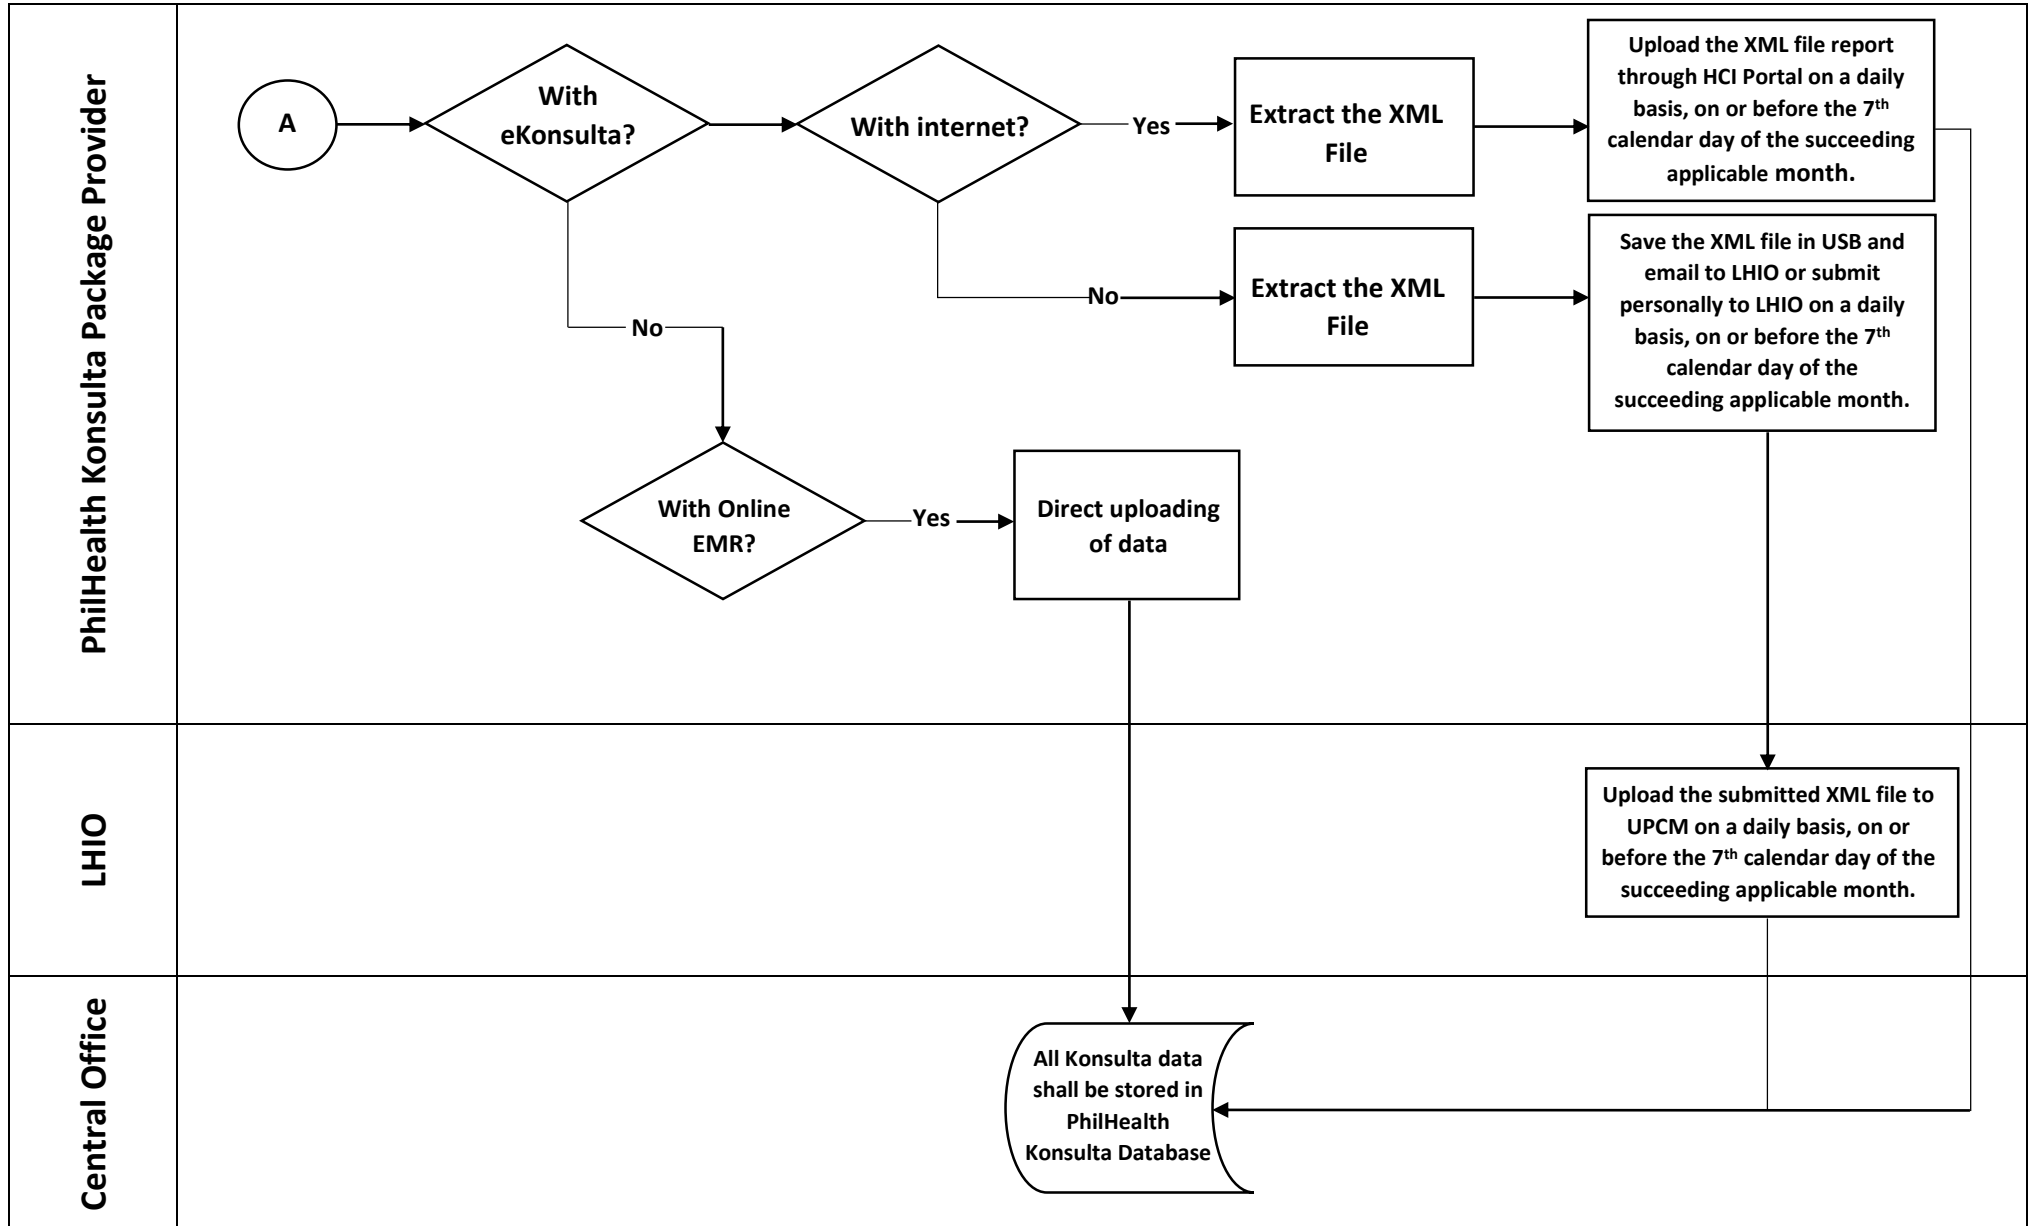 PhilHealth Konsulta Package Provider
A
With
eKonsulta?
With internet?
Yes
Extract the XML
File
Upload the XML file report
through HCI Portal on a daily
basis, on or before the 7th
calendar day of the succeeding
applicable month.
No
Extract the XML
File
Save the XML file in USB and
email to LHIO or submit
personally to LHIO on a daily
basis, on or before the 7th
calendar day of the
succeeding applicable month.
No
With Online
EMR?
Yes
Direct uploading
of data
LHIO
Upload the submitted XML file to
UPCM on a daily basis, on or
before the 7th calendar day of the
succeeding applicable month.
Central Office
All Konsulta data
shall be stored in
PhilHealth
Konsulta Database